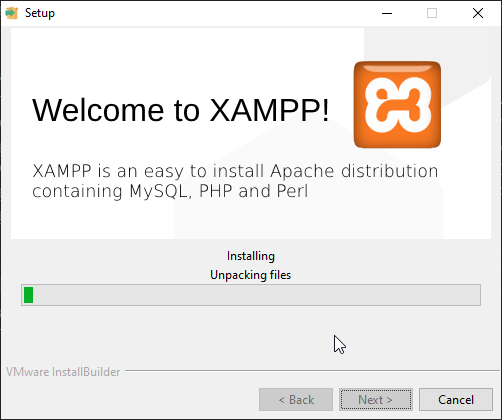 Setup
Welcome to XAMPP!
XAMPP is an easy to install Apache distribution
containing MySQL, PHP and Perl
Installing
Unpacking files
VMware InstallBuilder
< Back
Next >
Cancel